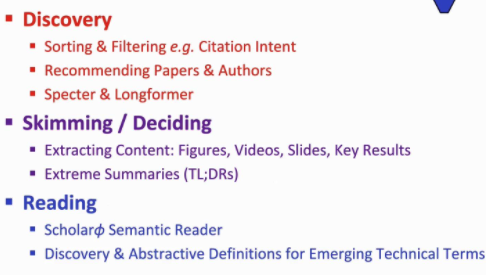 ▪ Discovery
▪ Sorting & Filtering e.g. Citation Intent
▪ Recommending Papers & Authors
▪ Specter & Longformer
▪ Skimming / Deciding
▪ Extracting Content: Figures, Videos, Slides, Key Results
▪ Extreme Summaries (TL;DRs)
▪ Reading
▪ Scholarϕ Semantic Reader
▪ Discovery & Abstractive Definitions for Emerging Technical Terms